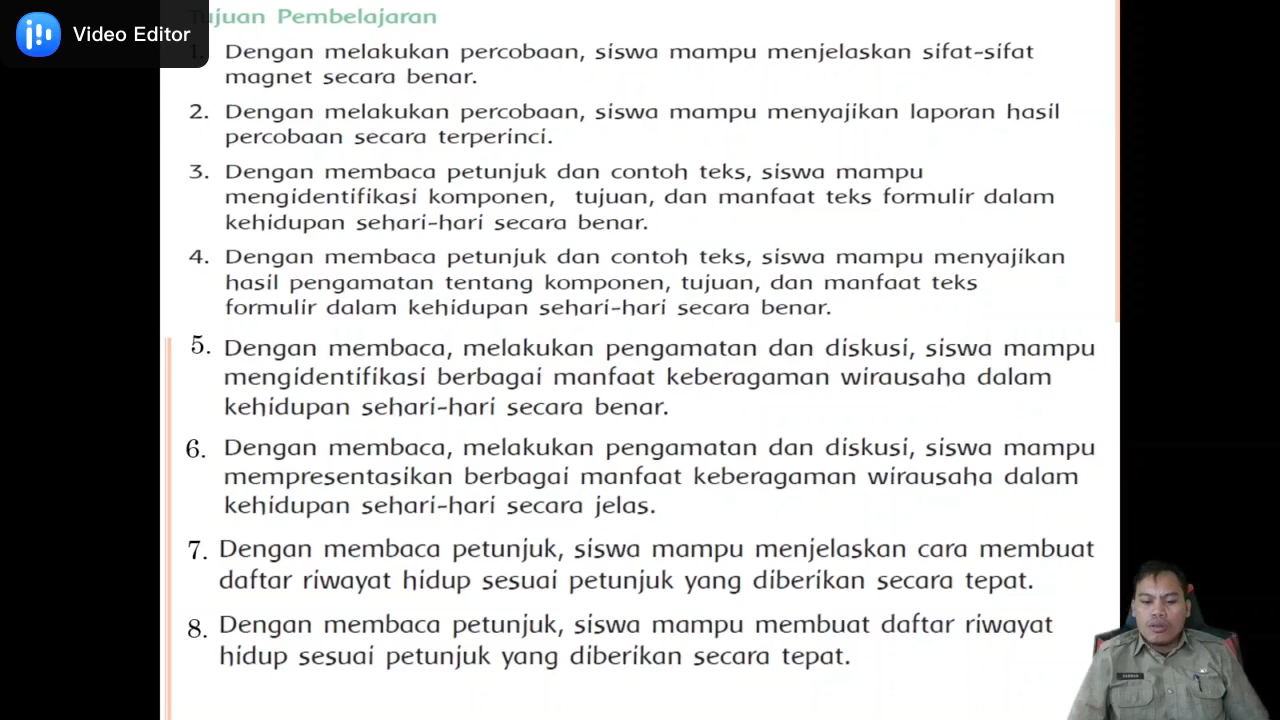 Video Editor
Tujuan Pembelajaran
1. Dengan melakukan percobaan, siswa mampu menjelaskan sifat-sifat
magnet secara benar.
2. Dengan melakukan percobaan, siswa mampu menyajikan laporan hasil
percobaan secara terperinci.
3. Dengan membaca petunjuk dan contoh teks, siswa mampu
mengidentifikasi komponen, tujuan, dan manfaat teks formulir dalam
kehidupan sehari-hari secara benar.
4. Dengan membaca petunjuk dan contoh teks, siswa mampu menyajikan
hasil pengamatan tentang komponen, tujuan, dan manfaat teks
formulir dalam kehidupan sehari-hari secara benar.
5. Dengan membaca, melakukan pengamatan dan diskusi, siswa mampu
mengidentifikasi berbagai manfaat keberagaman wirausaha dalam
kehidupan sehari-hari secara benar.
6. Dengan membaca, melakukan pengamatan dan diskusi, siswa mampu
mempresentasikan berbagai manfaat keberagaman wirausaha dalam
kehidupan sehari-hari secara jelas.
7. Dengan membaca petunjuk, siswa mampu menjelaskan cara membuat
daftar riwayat hidup sesuai petunjuk yang diberikan secara tepat.
8. Dengan membaca petunjuk, siswa mampu membuat daftar riwayat
hidup sesuai petunjuk yang diberikan secara tepat.